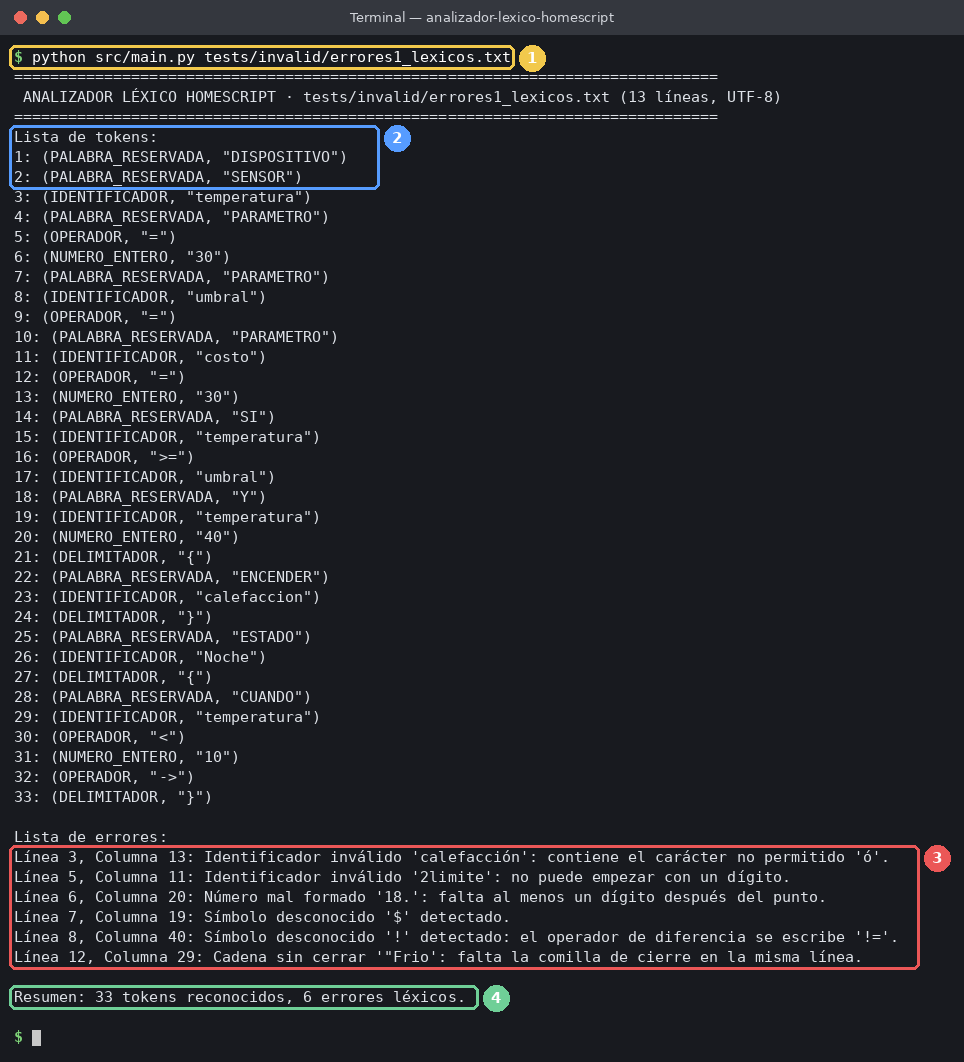 Terminal — analizador-lexico-homescript
$ python src/main.py tests/invalid/errores1_lexicos.txt 1
==============================================================================
ANALIZADOR LÉXICO HOMESCRIPT · tests/invalid/errores1_lexicos.txt (13 líneas, UTF-8)
==============================================================================
Lista de tokens: 2
1: (PALABRA_RESERVADA, "DISPOSITIVO")
2: (PALABRA_RESERVADA, "SENSOR")
3: (IDENTIFICADOR, "temperatura")
4: (PALABRA_RESERVADA, "PARAMETRO")
5: (OPERADOR, "=")
6: (NUMERO_ENTERO, "30")
7: (PALABRA_RESERVADA, "PARAMETRO")
8: (IDENTIFICADOR, "umbral")
9: (OPERADOR, "=")
10: (PALABRA_RESERVADA, "PARAMETRO")
11: (IDENTIFICADOR, "costo")
12: (OPERADOR, "=")
13: (NUMERO_ENTERO, "30")
14: (PALABRA_RESERVADA, "SI")
15: (IDENTIFICADOR, "temperatura")
16: (OPERADOR, ">=")
17: (IDENTIFICADOR, "umbral")
18: (PALABRA_RESERVADA, "Y")
19: (IDENTIFICADOR, "temperatura")
20: (NUMERO_ENTERO, "40")
21: (DELIMITADOR, "{")
22: (PALABRA_RESERVADA, "ENCENDER")
23: (IDENTIFICADOR, "calefaccion")
24: (DELIMITADOR, "}")
25: (PALABRA_RESERVADA, "ESTADO")
26: (IDENTIFICADOR, "Noche")
27: (DELIMITADOR, "{")
28: (PALABRA_RESERVADA, "CUANDO")
29: (IDENTIFICADOR, "temperatura")
30: (OPERADOR, "<")
31: (NUMERO_ENTERO, "10")
32: (OPERADOR, "->")
33: (DELIMITADOR, "}")
Lista de errores:
Línea 3, Columna 13: Identificador inválido 'calefacción': contiene el carácter no permitido 'ó'. 3
Línea 5, Columna 11: Identificador inválido '2limite': no puede empezar con un dígito.
Línea 6, Columna 20: Número mal formado '18.': falta al menos un dígito después del punto.
Línea 7, Columna 19: Símbolo desconocido '$' detectado.
Línea 8, Columna 40: Símbolo desconocido '!' detectado: el operador de diferencia se escribe '!='.
Línea 12, Columna 29: Cadena sin cerrar '"Frio': falta la comilla de cierre en la misma línea.
Resumen: 33 tokens reconocidos, 6 errores léxicos. 4
$